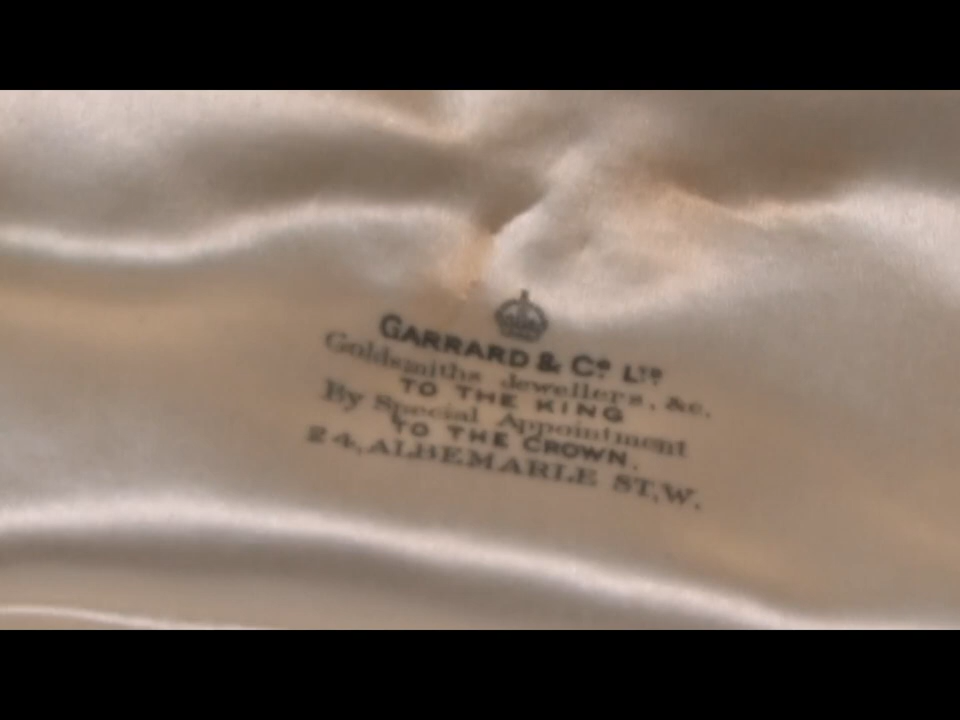 GARRARD & Co. LTD
Goldsmiths Jewellers, &c.
TO THE KING
By Special Appointment
TO THE CROWN.
24, ALBEMARLE ST, W.